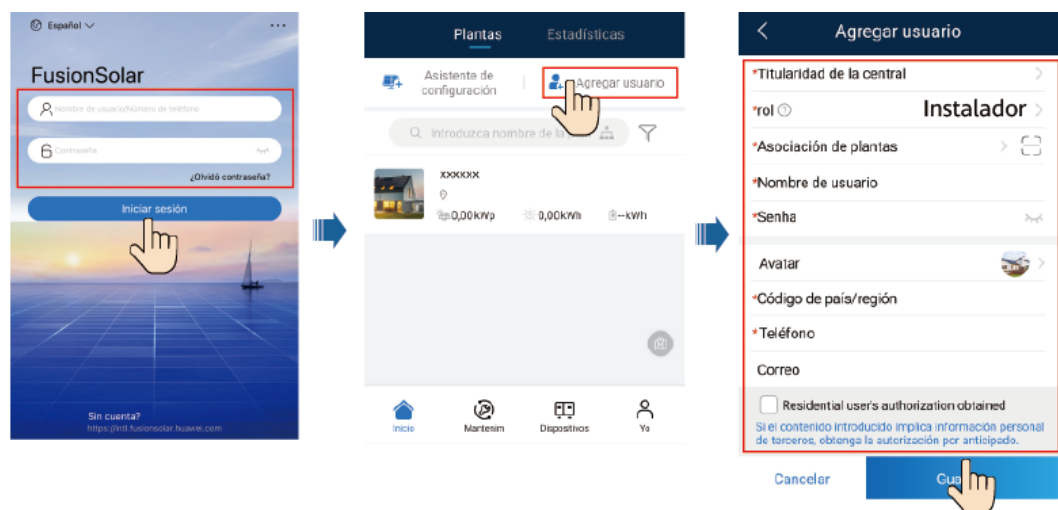 Español
...
FusionSolar
Nombre de usuario/Número de teléfono
Contraseña
¿Olvidó contraseña?
Iniciar sesión
Sin cuenta?
https://intl.fusionsolar.huawei.com
Plantas Estadísticas
Asistente de
configuración
Agregar usuario
Introduzca nombre de la
xxxxxx
0,00kWp 0,00kWh --kWh
Inicio Mantenim Dispositivos Yo
Agregar usuario
*Titularidad de la central
*rol Instalador
*Asociación de plantas
*Nombre de usuario
*Senha
Avatar
*Código de país/región
*Teléfono
Correo
Residential user's authorization obtained
Si el contenido introducido implica información personal
de terceros, obtenga la autorización por anticipado.
Cancelar Gua